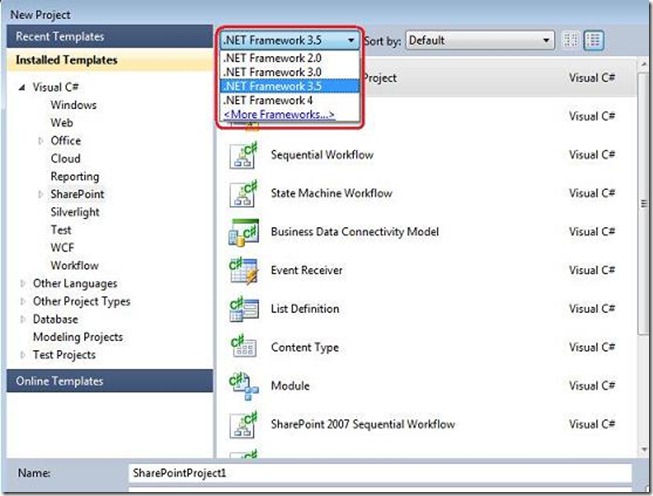 New Project
Recent Templates
Installed Templates
Visual C#
Windows
Web
Office
Cloud
Reporting
SharePoint
Silverlight
Test
WCF
Workflow
Other Languages
Other Project Types
Database
Modeling Projects
Test Projects
Online Templates
.NET Framework 3.5
Sort by: Default
.NET Framework 2.0
.NET Framework 3.0
.NET Framework 3.5
.NET Framework 4
<More Frameworks...>
Project Visual C#
Visual C#
Sequential Workflow Visual C#
State Machine Workflow Visual C#
Business Data Connectivity Model Visual C#
Event Receiver Visual C#
List Definition Visual C#
Content Type Visual C#
Module Visual C#
SharePoint 2007 Sequential Workflow Visual C#
Name: SharePointProject1